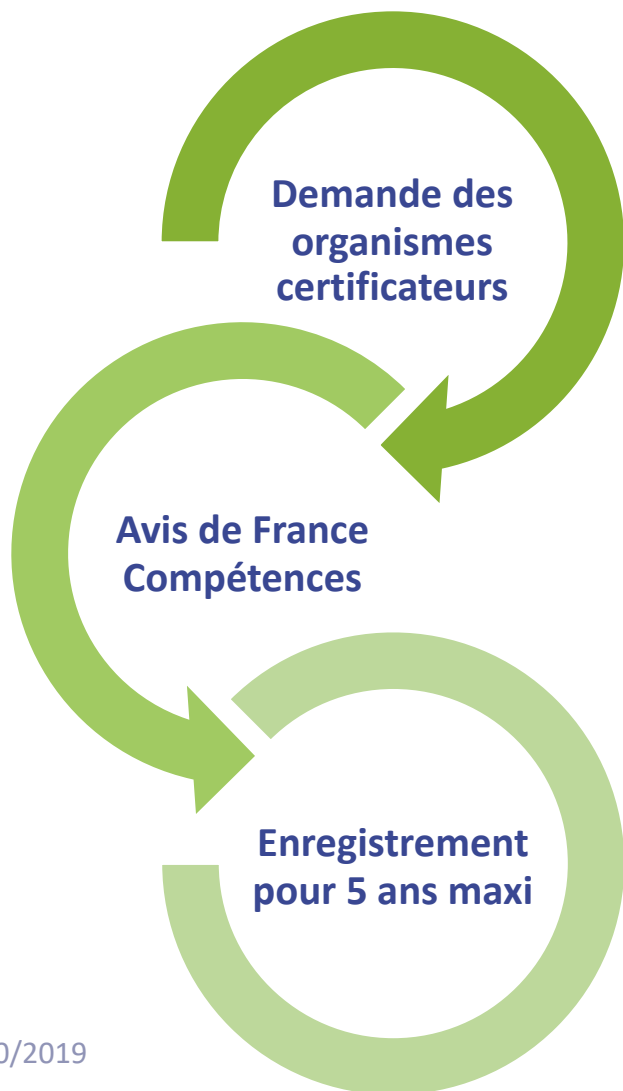 Demande des
organismes
certificateurs
Avis de France
Compétences
Enregistrement
pour 5 ans maxi
0/2019